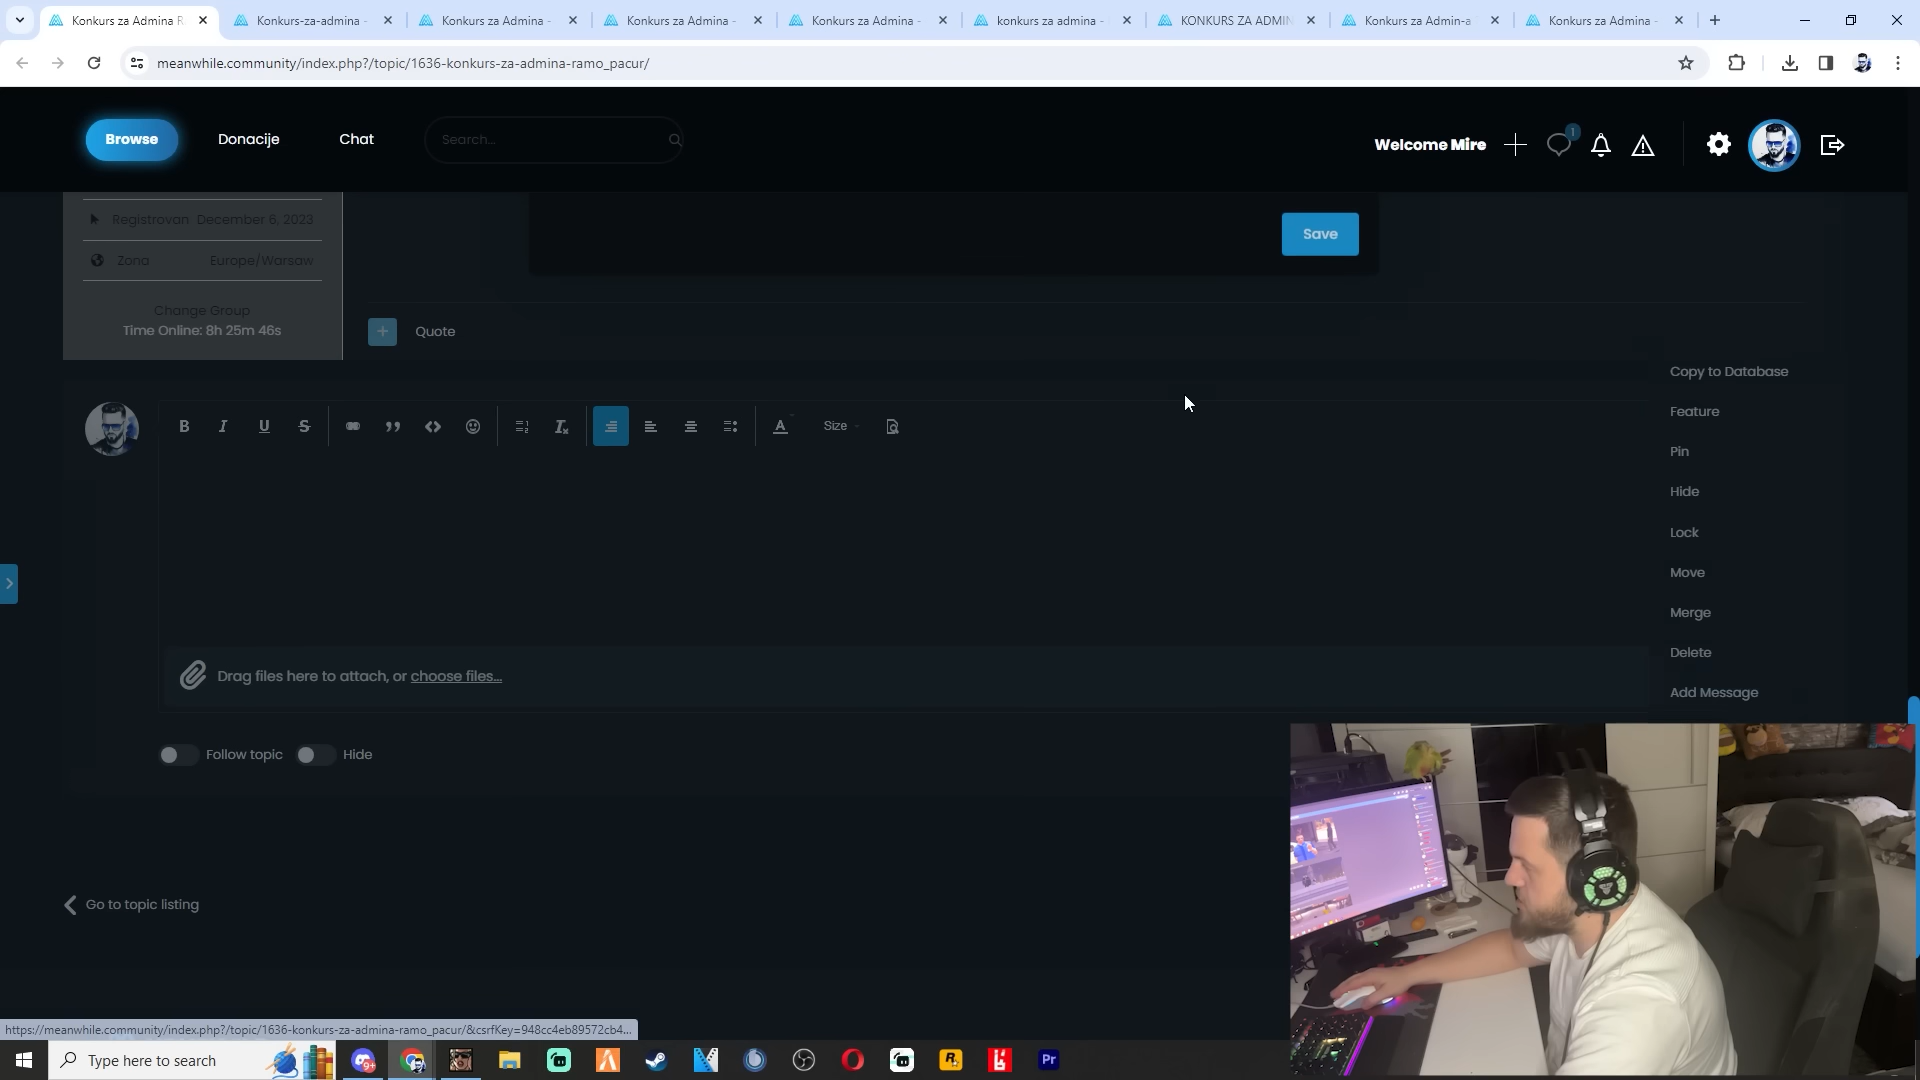 Konkurs za Admina R
Konkurs-za-admina -
Konkurs za Admina -
Konkurs za Admina -
Konkurs za Admina -
konkurs za admina -
KONKURS ZA ADMIN
Konkurs za Admin-a
Konkurs za Admina -
meanwhile.community/index.php?/topic/1636-konkurs-za-admina-ramo_pacur/
Browse
Donacije
Chat
Search...
Welcome Mire
1
Registrovan December 6, 2023
Save
Zona Europe/Warsaw
Change Group
Time Online: 8h 25m 46s
Quote
Copy to Database
Feature
Pin
Hide
Lock
Move
Merge
Delete
Add Message
B I U S
A Size
Drag files here to attach, or choose files...
Follow topic
Hide
Go to topic listing
https://meanwhile.community/index.php?/topic/1636-konkurs-za-admina-ramo_pacur/&csrfKey=948cc4eb89572cb4...
Type here to search
9+
R
Pr